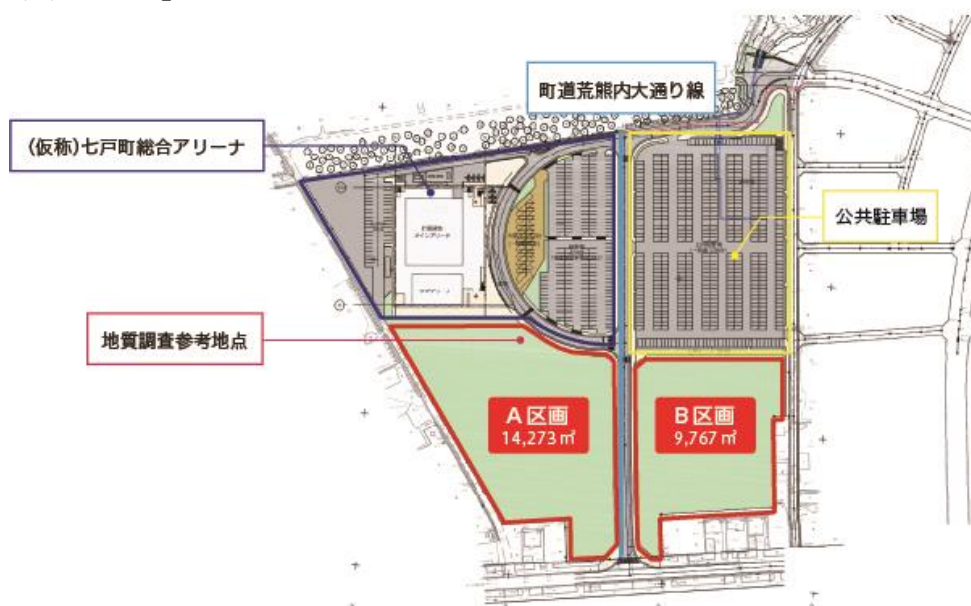 町道荒熊内大通り線
(仮称)七戸町総合アリーナ
公共駐車場
地質調査参考地点
A区画
14,273㎡
B区画
9,767㎡